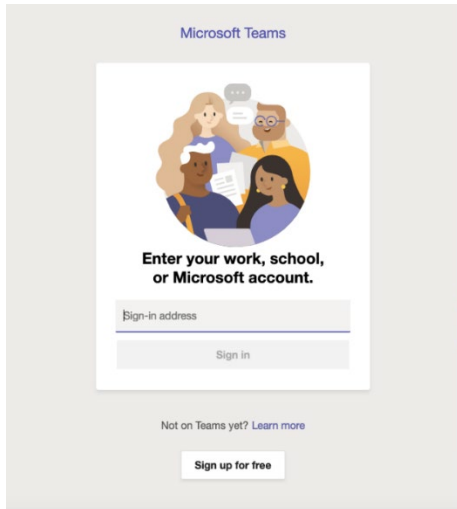 Microsoft Teams
Enter your work, school,
or Microsoft account.
Sign-in address
Sign in
Not on Teams yet? Learn more
Sign up for free